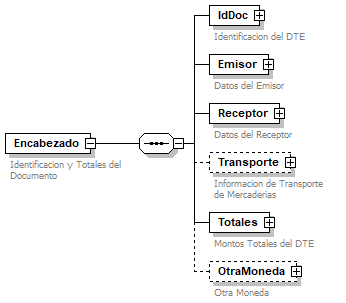 IdDoc
Identificacion del DTE
Emisor
Datos del Emisor
Receptor
Datos del Receptor
Encabezado
Identificacion y Totales del
Documento
Transporte
Informacion de Transporte
de Mercaderias
Totales
Montos Totales del DTE
OtraMoneda
Otra Moneda